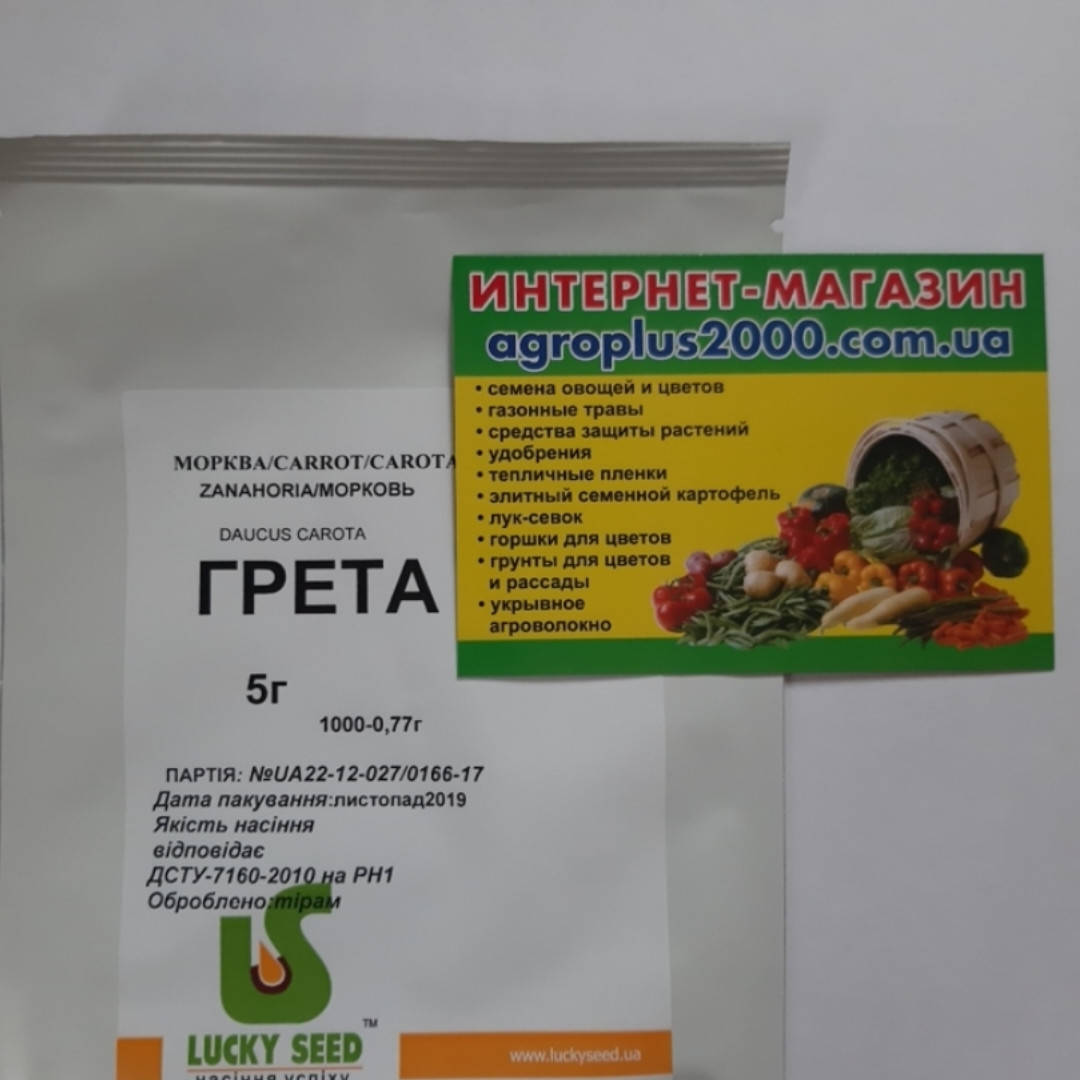 ИНТЕРНЕТ-МАГАЗИН
agroplus2000.com.ua
• семена овощей и цветов
• газонные травы
• средства защиты растений
• удобрения
• тепличные пленки
• элитный семенной картофель
• лук-севок
• горшки для цветов
• грунты для цветов
и рассады
• укрывное
агроволокно
МОРКВА/CARROT/CAROTA
ZANAHORIA/МОРКОВЬ
DAUCUS CAROTA
ГРЕТА
5г
1000-0,77г
ПАРТІЯ: №UA22-12-027/0166-17
Дата пакування:листопад2019
Якість насіння
відповідає
ДСТУ-7160-2010 на РН1
Оброблено:тірам
LUCKY SEED TM
насіння успіху
www.luckyseed.ua